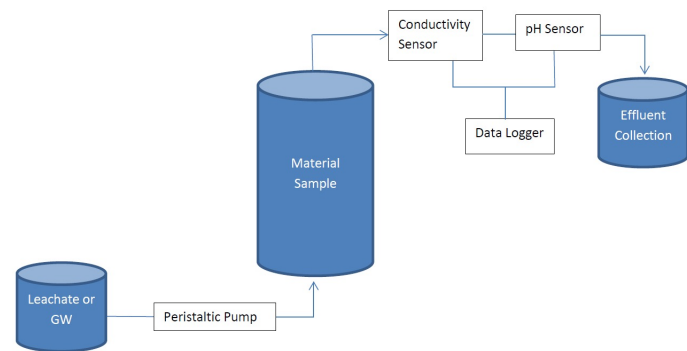 Conductivity
Sensor
pH Sensor
Data Logger
Effluent
Collection
Material
Sample
Leachate or
GW
Peristaltic Pump